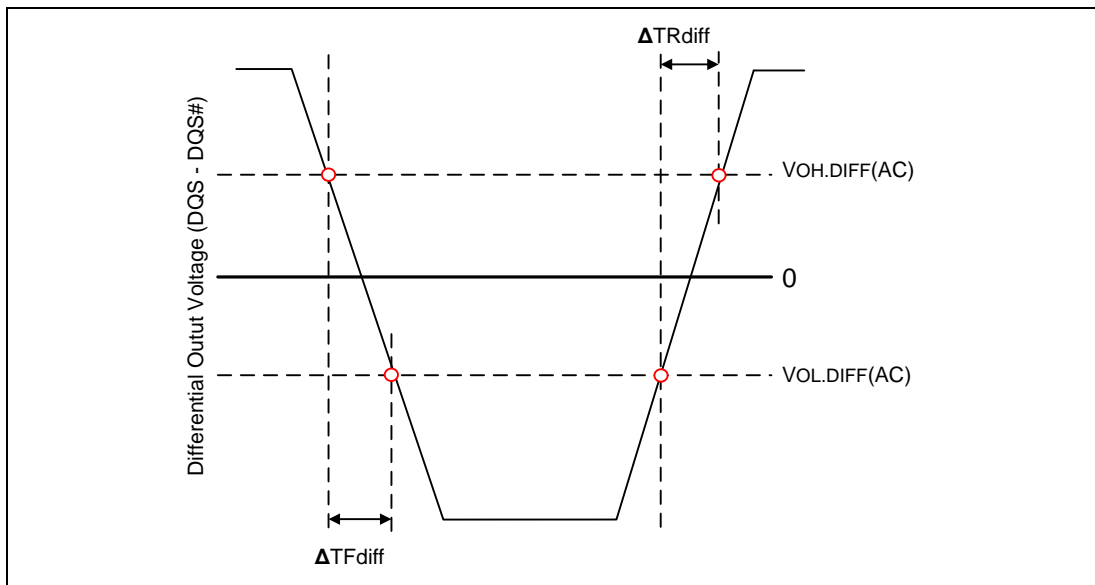 ΔTRdiff
Differential Outut Voltage (DQS - DQS#)
VOH.DIFF(AC)
0
VOL.DIFF(AC)
ΔTFdiff